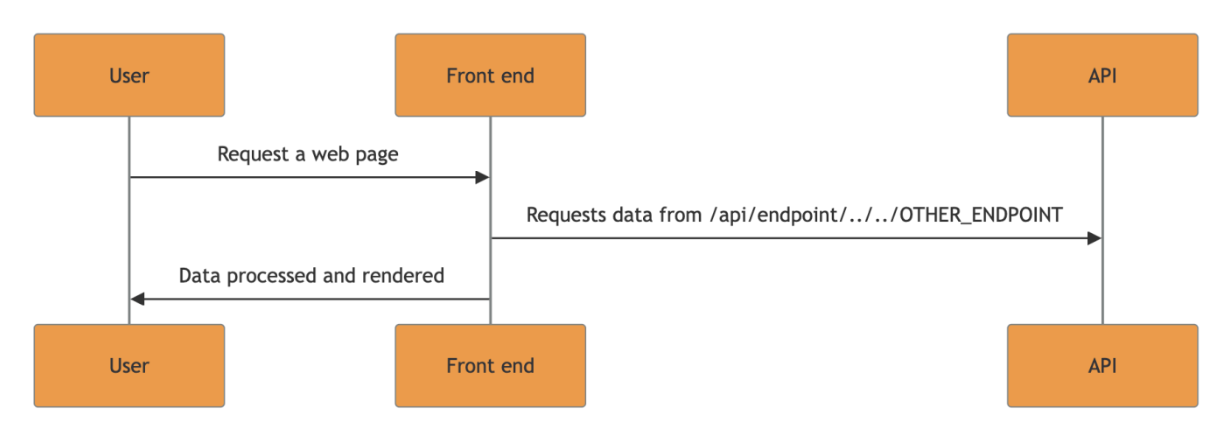 User
Front end
API
Request a web page
Requests data from /api/endpoint/../../OTHER_ENDPOINT
Data processed and rendered
User
Front end
API